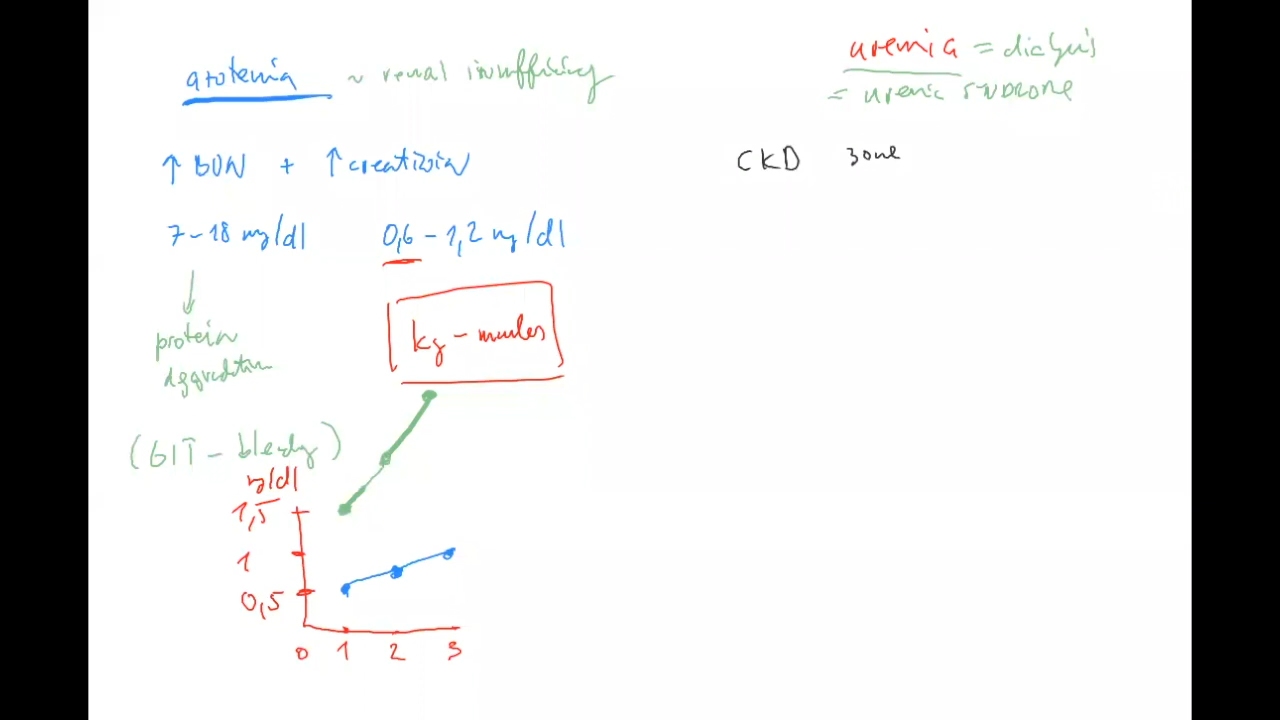 azotemia ~ renal insufficiency
↑ BUN + ↑ creatinin
7-18 mg/dl 0,6 - 1,2 mg/dl
protein
degradation
kg - muscles
(GIT - bleeding)
mg/dl
1,5
1
0,5
0 1 2 3
uremia = dialysis
= uremic syndrome
CKD